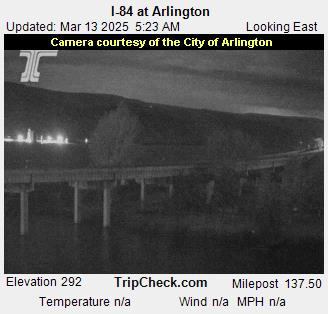 I-84 at Arlington
Updated: Mar 13 2025 5:23 AM Looking East
Camera courtesy of the City of Arlington
Elevation 292 TripCheck.com Milepost 137.50
Temperature n/a Wind n/a MPH n/a